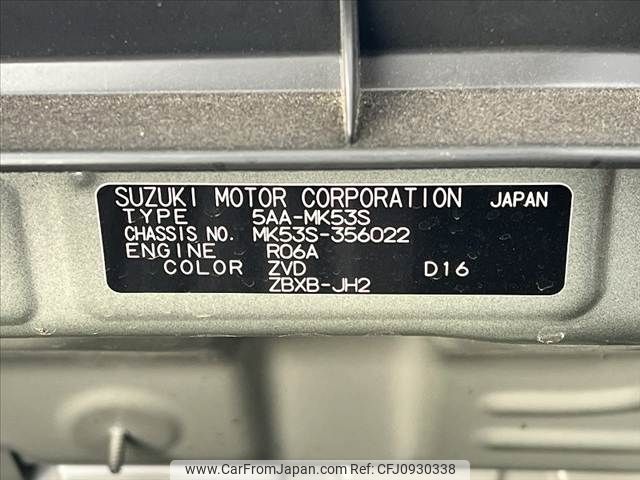 SUZUKI MOTOR CORPORATION JAPAN
TYPE 5AA-MK53S
CHASSIS NO. MK53S-356022
ENGINE R06A
COLOR ZVD D16
ZBXB-JH2
www.CarFromJapan.com | Ref No. CFJ10930338